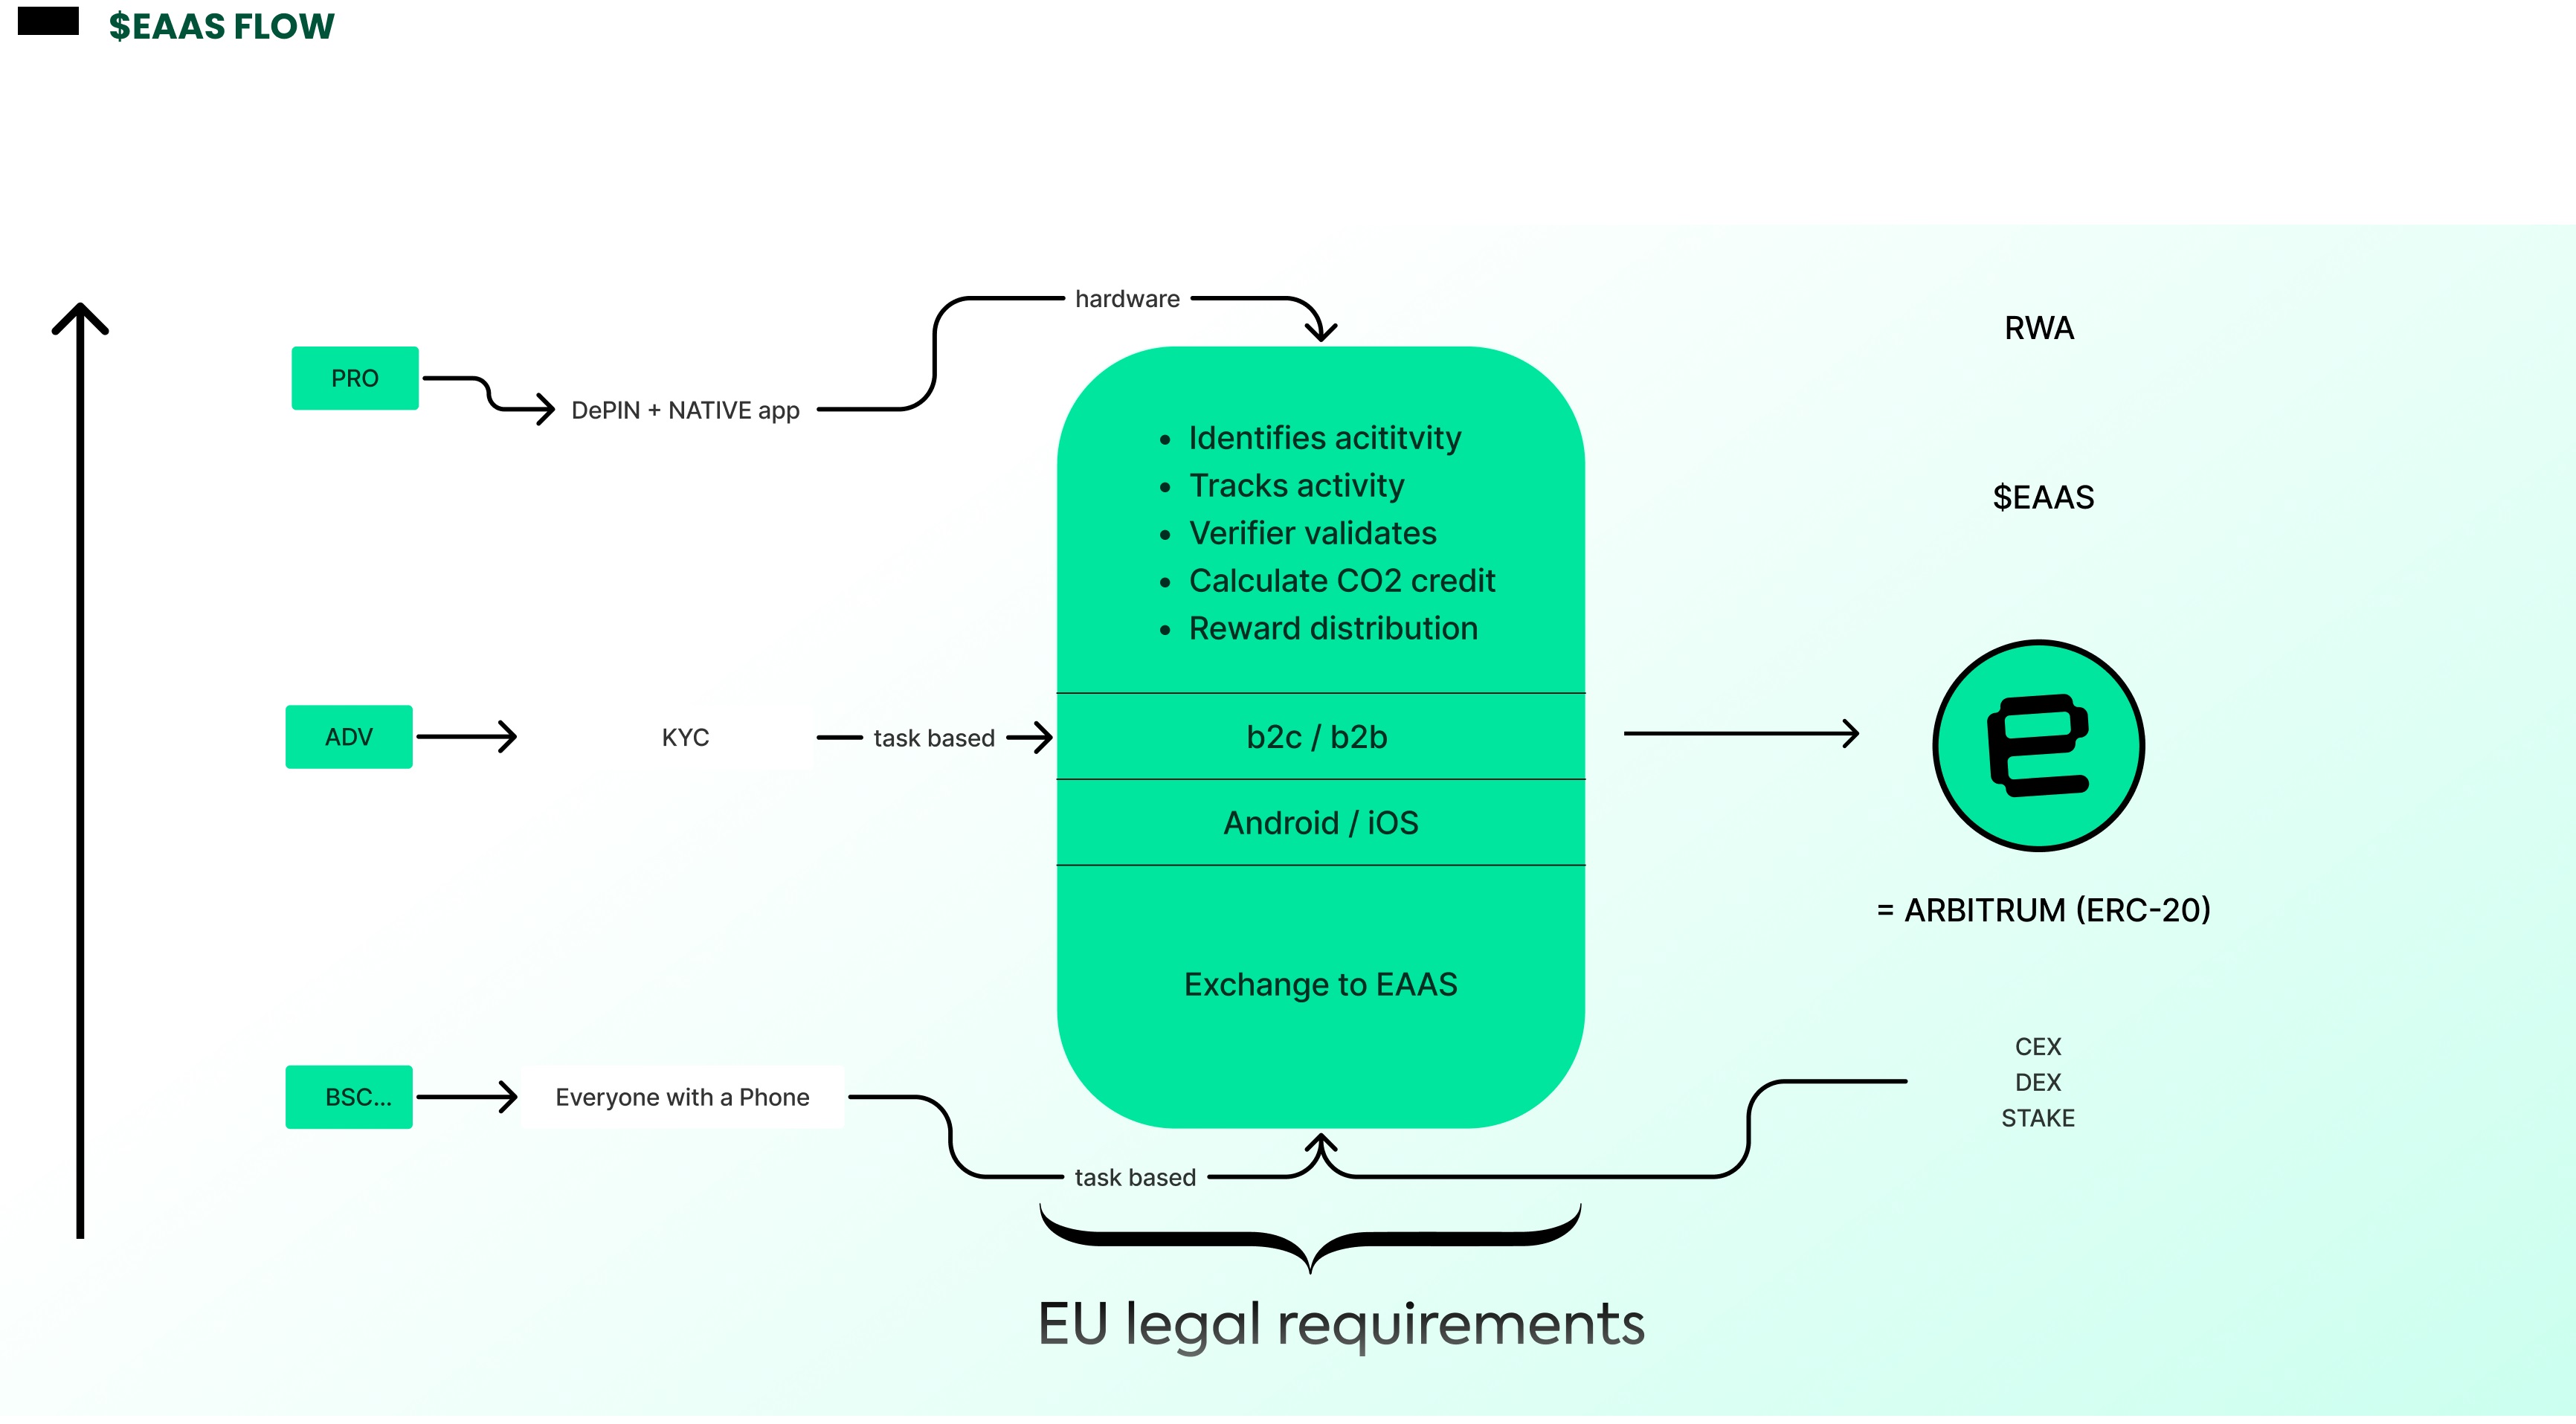 $EAAS FLOW
hardware
PRO
DePIN + NATIVE app
• Identifies acititvity
• Tracks activity
• Verifier validates
• Calculate CO2 credit
• Reward distribution
RWA
$EAAS
ADV
KYC
task based
b2c / b2b
Android / iOS
Exchange to EAAS
= ARBITRUM (ERC-20)
CEX
DEX
STAKE
BSC...
Everyone with a Phone
task based
EU legal requirements